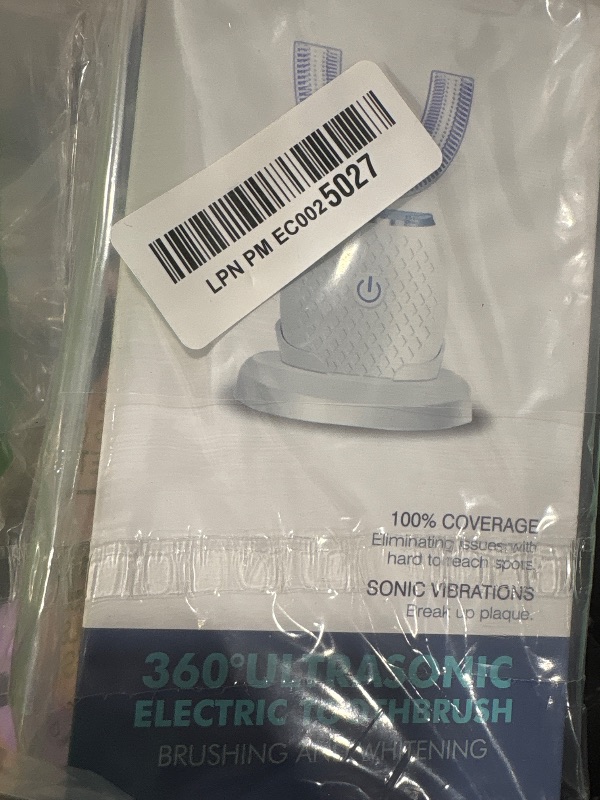 LPN PM EC0025027
100% COVERAGE
Eliminating issues with
hard to reach spots.
SONIC VIBRATIONS
Break up plaque.
360°ULTRASONIC
ELECTRIC TOOTHBRUSH
BRUSHING AND WHITENING